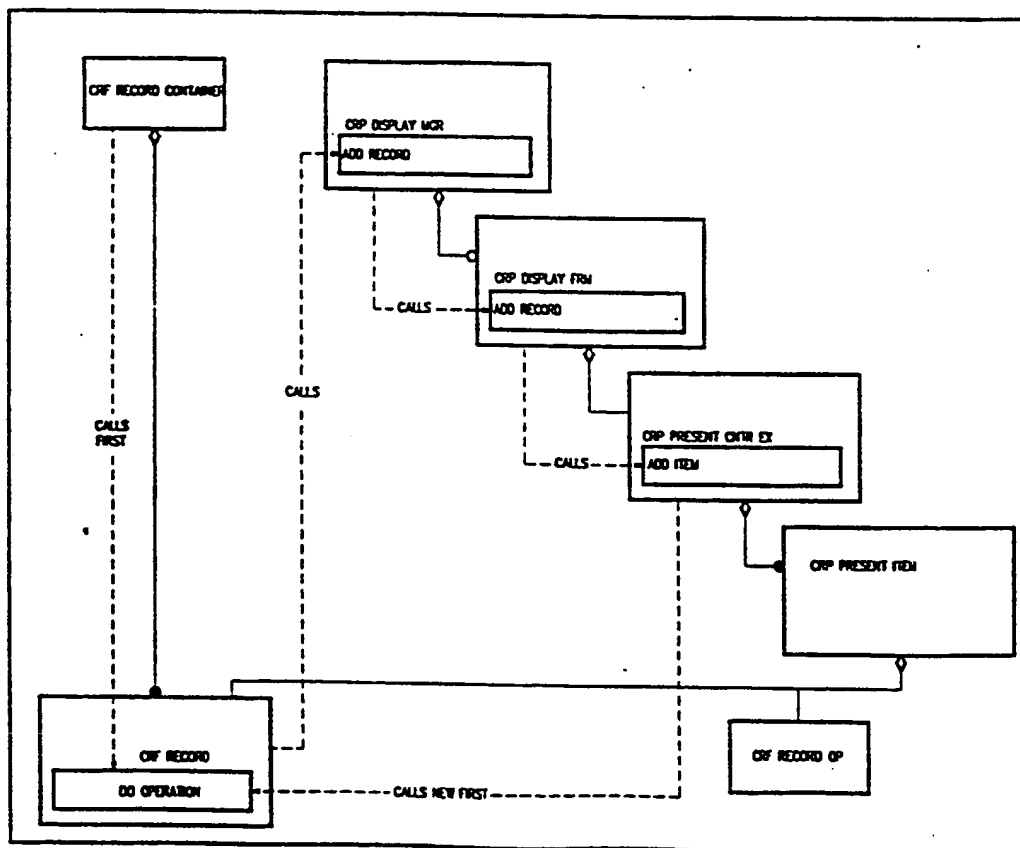 CRF RECORD CONTAINER
CRP DISPLAY MGR
ADD RECORD
CRP DISPLAY FRM
CALLS
ADD RECORD
CALLS
CALLS
FIRST
CRP PRESENT CNTR EX
CALLS
ADD ITEM
CRP PRESENT ITEM
CRF RECORD
DO OPERATION
CALLS NEW FIRST
CRF RECORD OP